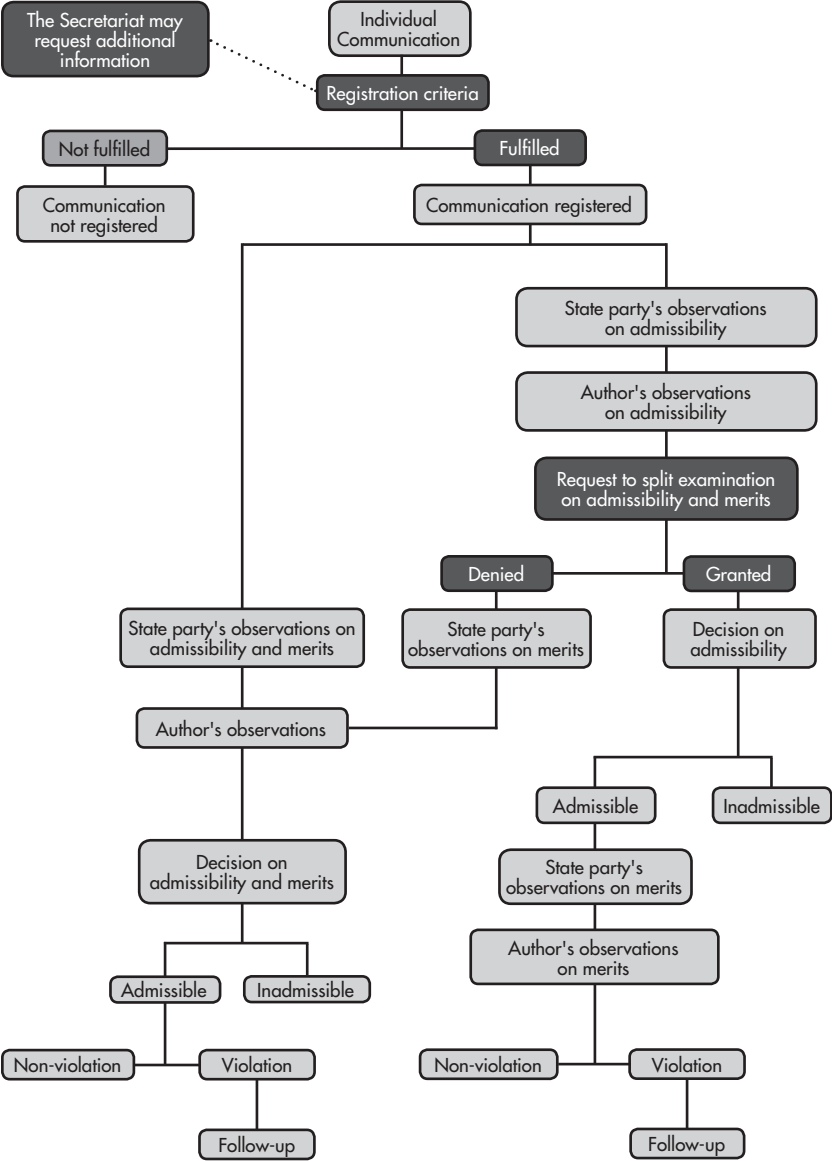 The Secretariat may
request additional
information
Individual
Communication
Registration criteria
Not fulfilled
Fulfilled
Communication
not registered
Communication registered
State party's observations
on admissibility
Author's observations
on admissibility
Request to split examination
on admissibility and merits
Denied
Granted
State party's observations on
admissibility and merits
State party's
observations on merits
Decision on
admissibility
Author's observations
Admissible
Inadmissible
Decision on
admissibility and merits
State party's
observations on merits
Author's observations
on merits
Admissible
Inadmissible
Non-violation
Violation
Non-violation
Violation
Follow-up
Follow-up